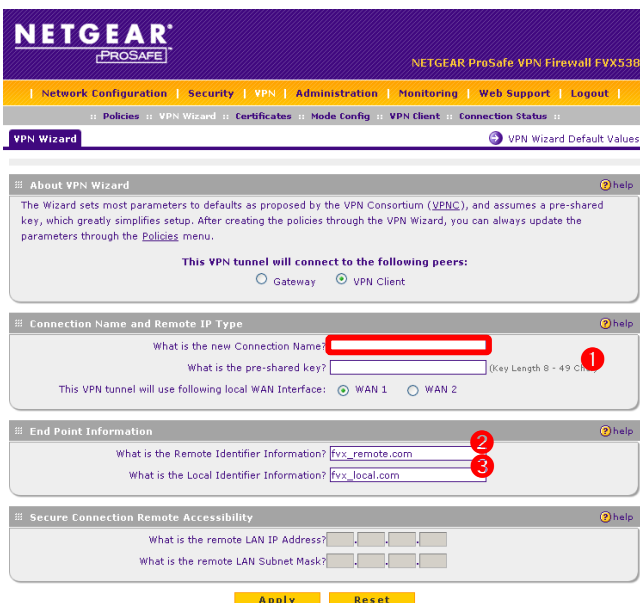 NETGEAR®
PROSAFE
NETGEAR ProSafe VPN Firewall FVX538
| Network Configuration | Security | VPN | Administration | Monitoring | Web Support | Logout |
:: Policies :: VPN Wizard :: Certificates :: Mode Config :: VPN Client :: Connection Status ::
VPN Wizard
VPN Wizard Default Values
About VPN Wizard
help
The Wizard sets most parameters to defaults as proposed by the VPN Consortium (VPNC), and assumes a pre-shared
key, which greatly simplifies setup. After creating the policies through the VPN Wizard, you can always update the
parameters through the Policies menu.
This VPN tunnel will connect to the following peers:
Gateway VPN Client
Connection Name and Remote IP Type
help
What is the new Connection Name?
1
What is the pre-shared key? (Key Length 8 - 49
This VPN tunnel will use following local WAN Interface: WAN 1 WAN 2
End Point Information
help
What is the Remote Identifier Information? fvx_remote.com 2
What is the Local Identifier Information? fvx_local.com 3
Secure Connection Remote Accessibility
help
What is the remote LAN IP Address? . . .
What is the remote LAN Subnet Mask? . . .
Apply Reset